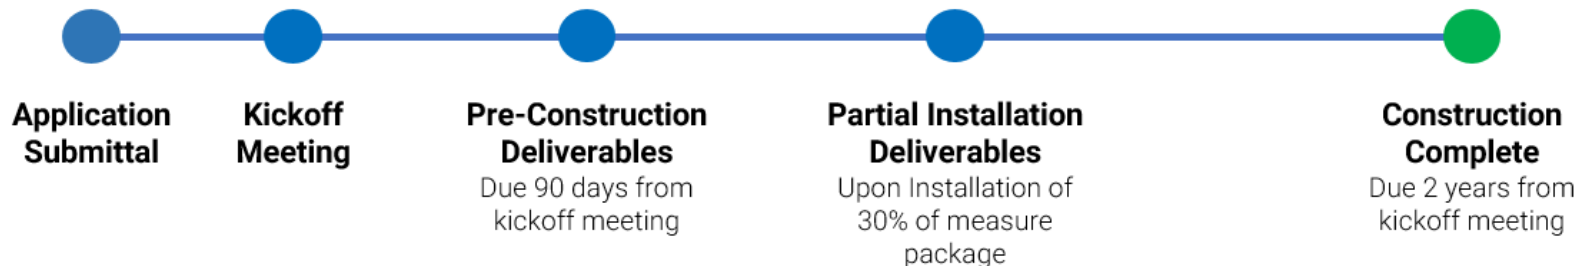 Application
Submittal
Kickoff
Meeting
Pre-Construction
Deliverables
Due 90 days from
kickoff meeting
Partial Installation
Deliverables
Upon Installation of
30% of measure
package
Construction
Complete
Due 2 years from
kickoff meeting